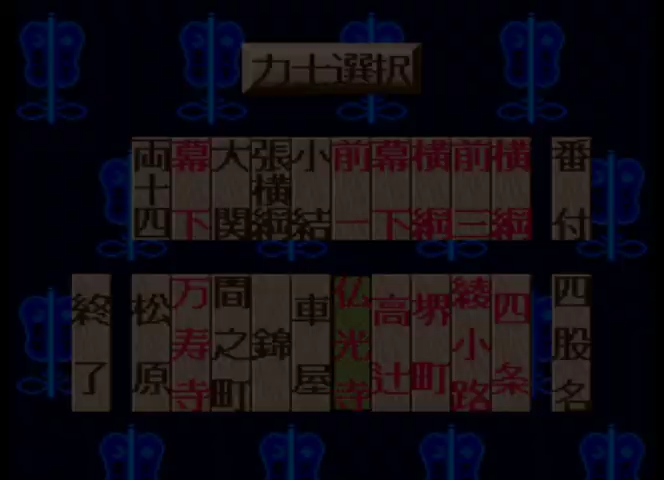 力士選択
番付
横綱
前三
横綱
幕下
前一
小結
張横綱
大関
幕下
両十四
四股名
四条
綾小路
堺町
高辻
仏光寺
車屋
錦
間之町
万寿寺
松原
終了